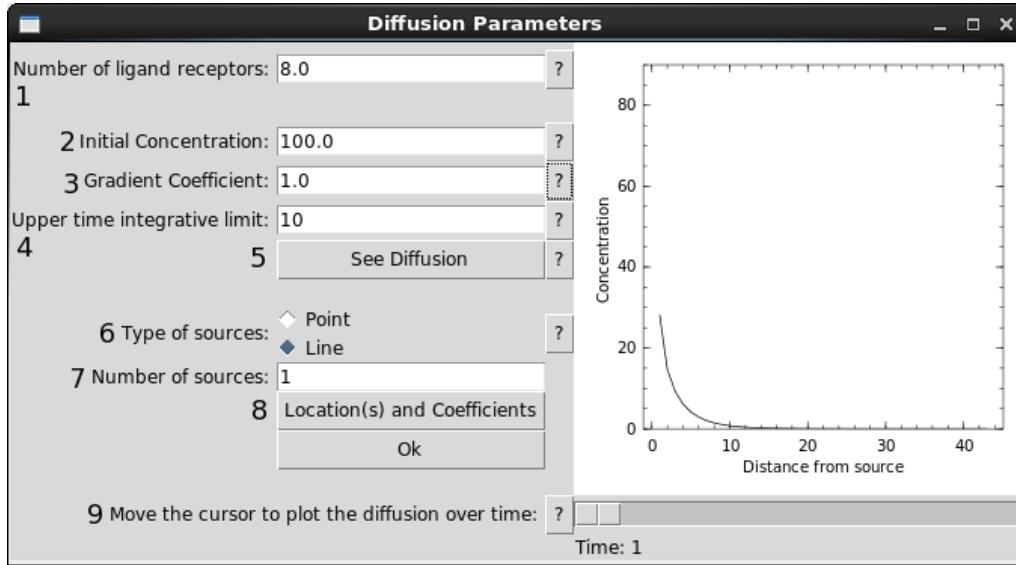 Diffusion Parameters
Number of ligand receptors: 8.0 ?
1
2 Initial Concentration: 100.0 ?
3 Gradient Coefficient: 1.0 ?
Upper time integrative limit: 10 ?
4
5 See Diffusion ?
6 Type of sources: Point
Line ?
7 Number of sources: 1
8 Location(s) and Coefficients
Ok
9 Move the cursor to plot the diffusion over time: ?
80
60
40
20
0
Concentration
0 10 20 30 40
Distance from source
Time: 1